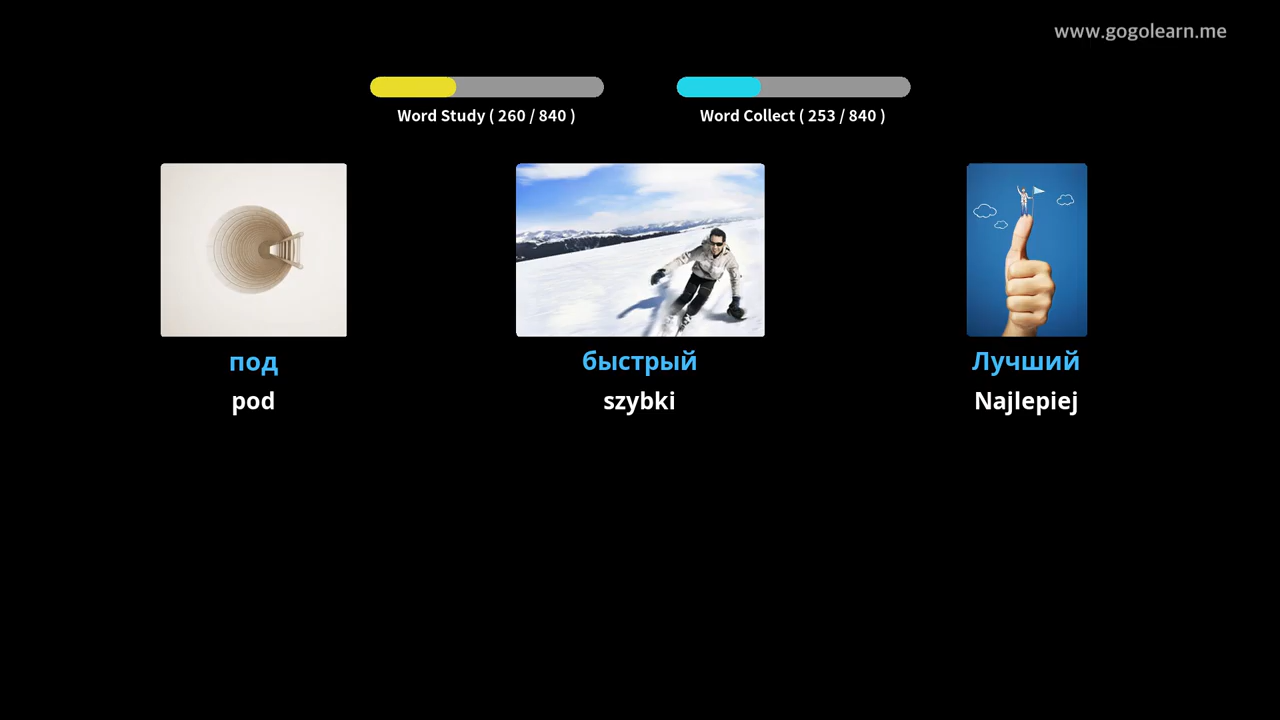 www.gogolearn.me
Word Study ( 260 / 840 )
Word Collect ( 253 / 840 )
под
быстрый
Лучший
pod
szybki
Najlepiej